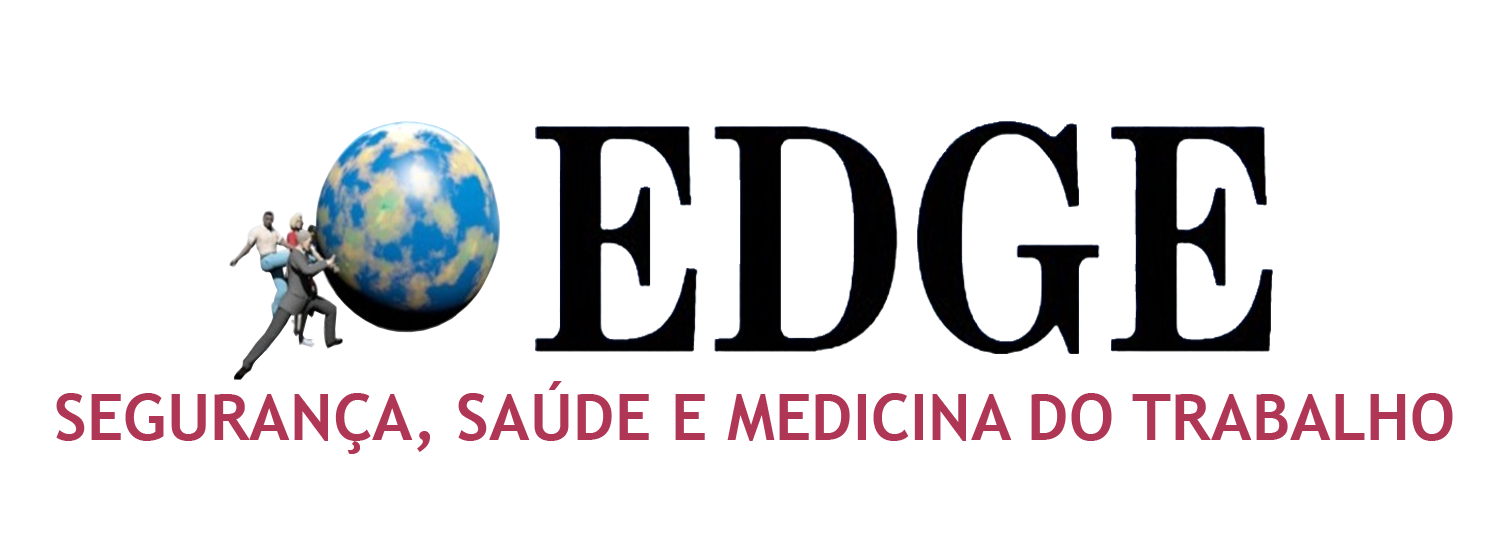 EDGE
SEGURANÇA, SAÚDE E MEDICINA DO TRABALHO